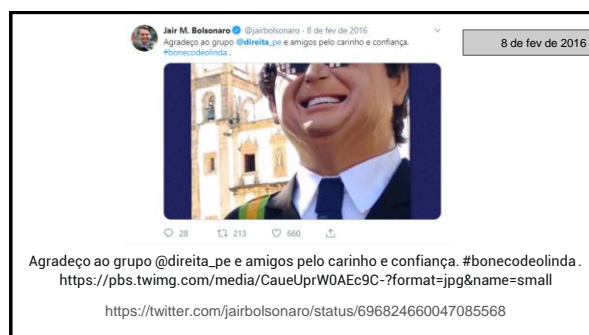 Jair M. Bolsonaro @jairbolsonaro · 8 de fev de 2016
Agradeço ao grupo @direita_pe e amigos pelo carinho e confiança.
#bonecodeolinda .
8 de fev de 2016
28 213 660
Agradeço ao grupo @direita_pe e amigos pelo carinho e confiança. #bonecodeolinda .
https://pbs.twimg.com/media/CaueUprW0AEc9C-?format=jpg&name=small
https://twitter.com/jairbolsonaro/status/696824660047085568